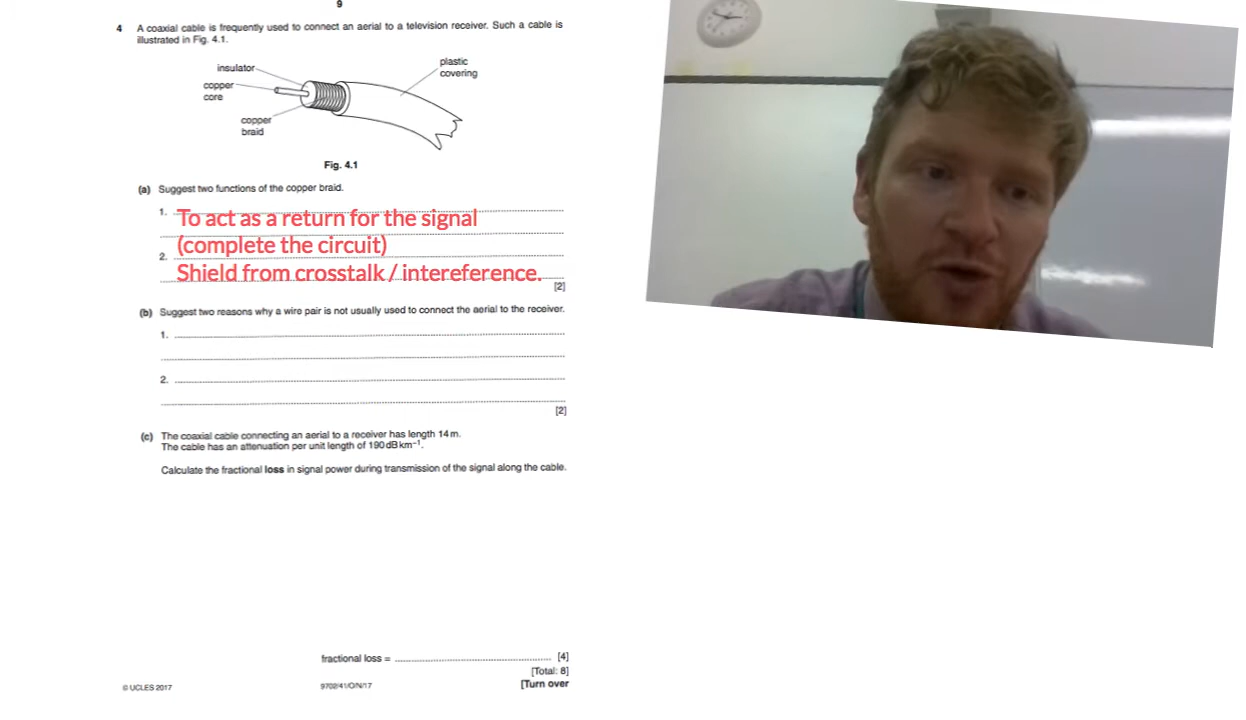 9
4 A coaxial cable is frequently used to connect an aerial to a television receiver. Such a cable is
illustrated in Fig. 4.1.
insulator
plastic
covering
copper
core
copper
braid
Fig. 4.1
(a) Suggest two functions of the copper braid.
1. To act as a return for the signal
(complete the circuit)
2.
Shield from crosstalk / intereference.
[2]
(b) Suggest two reasons why a wire pair is not usually used to connect the aerial to the receiver.
1.
2.
[2]
(c) The coaxial cable connecting an aerial to a receiver has length 14 m.
The cable has an attenuation per unit length of 190 dB km⁻¹.
Calculate the fractional loss in signal power during transmission of the signal along the cable.
fractional loss = [4]
[Total: 8]
© UCLES 2017 9702/41/O/N/17 [Turn over